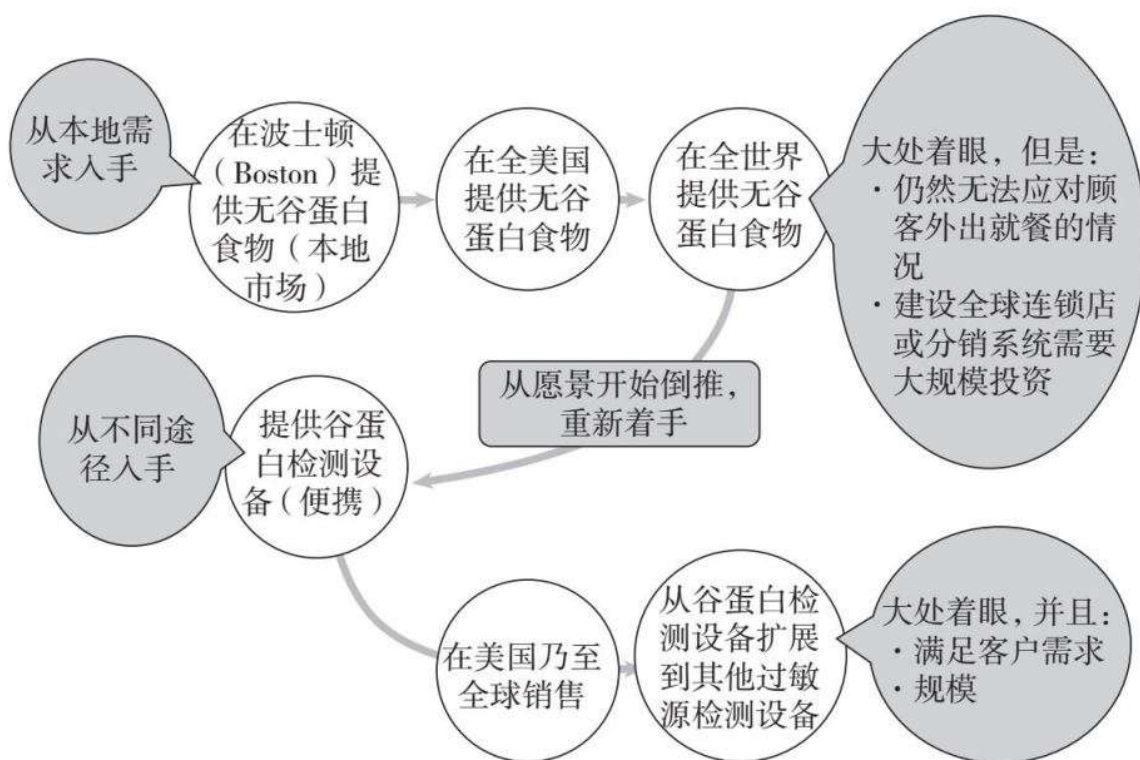 从本地需
求入手
在波士顿
（Boston）提
供无谷蛋白
食物（本地
市场）
在全美国
提供无谷
蛋白食物
在全世界
提供无谷
蛋白食物
大处着眼，但是：
·仍然无法应对顾
客外出就餐的情
况
·建设全球连锁店
或分销系统需要
大规模投资
从愿景开始倒推，
重新着手
从不同途
径入手
提供谷蛋
白检测设
备（便携）
在美国乃至
全球销售
从谷蛋白检
测设备扩展
到其他过敏
源检测设备
大处着眼，并且：
·满足客户需求
·规模